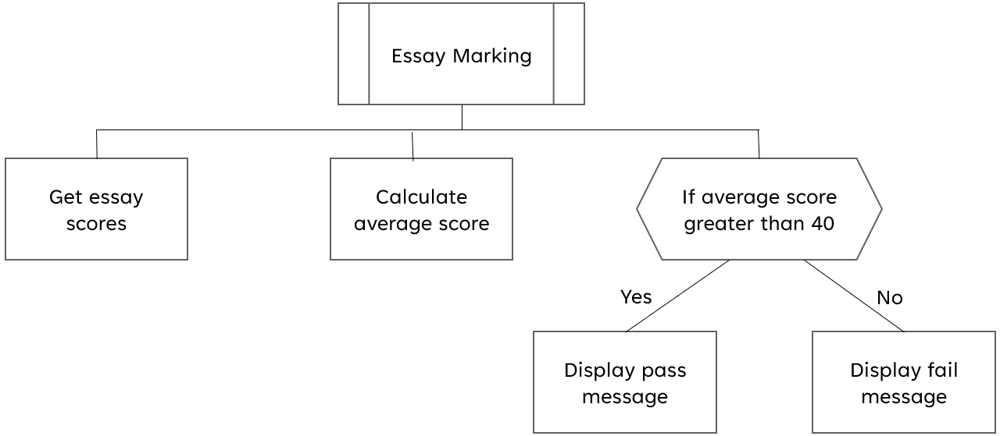 Essay Marking
Get essay
scores
Calculate
average score
If average score
greater than 40
Yes
No
Display pass
message
Display fail
message